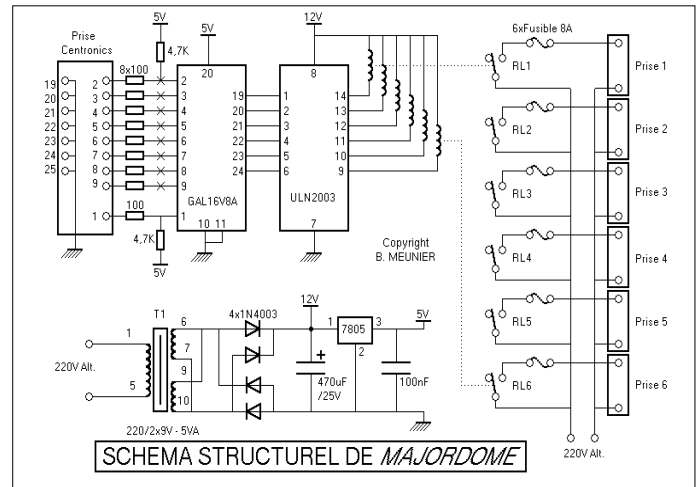 Prise
Centronics
5V
4,7K
8x100
19
20
21
22
23
24
25
2
3
4
5
6
7
8
9
1
100
4,7K
5V
5V
20
2
3
4
5
6
7
8
9
1
19
20
21
22
23
24
GAL16V8A
10 11
12V
8
1
2
3
4
5
6
14
13
12
11
10
9
ULN2003
7
Copyright
B. MEUNIER
6xFusible 8A
RL1
RL2
RL3
RL4
RL5
RL6
Prise 1
Prise 2
Prise 3
Prise 4
Prise 5
Prise 6
220V Alt.
T1
1
5
6
7
9
10
220V Alt.
220/2x9V - 5VA
4x1N4003
12V
+
470uF
/25V
1
7805
3
2
5V
100nF
SCHEMA STRUCTUREL DE MAJORDOME